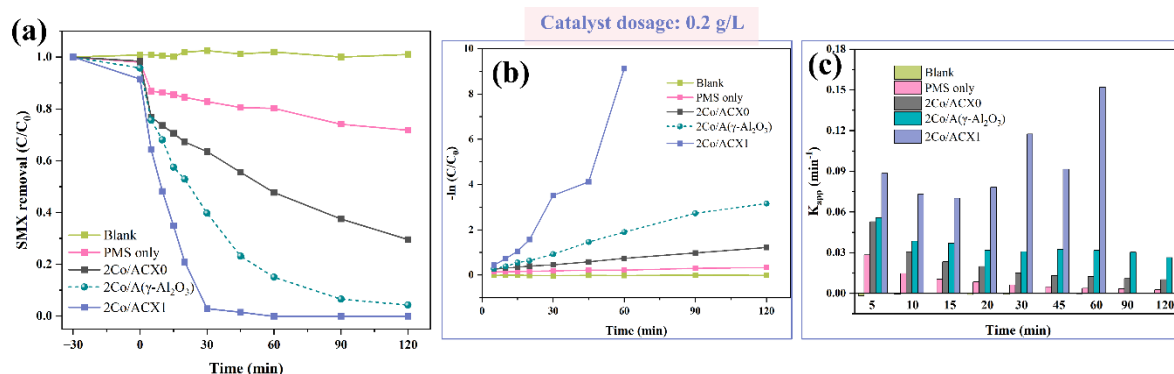 Catalyst dosage: 0.2 g/L
(a)
SMX removal (C/C₀)
1.0
0.8
0.6
0.4
0.2
0.0
Blank
PMS only
2Co/ACX0
2Co/A(γ-Al₂O₃)
2Co/ACX1
−30
0
30
60
90
120
Time (min)
(b)
-ln (C/C₀)
10
8
6
4
2
0
-2
Blank
PMS only
2Co/ACX0
2Co/A(γ-Al₂O₃)
2Co/ACX1
0
20
40
60
80
100
120
Time (min)
(c)
Kapp (min⁻¹)
0.18
0.15
0.12
0.09
0.06
0.03
0.00
Blank
PMS only
2Co/ACX0
2Co/A(γ-Al₂O₃)
2Co/ACX1
5
10
15
20
30
45
60
90
120
Time (min)